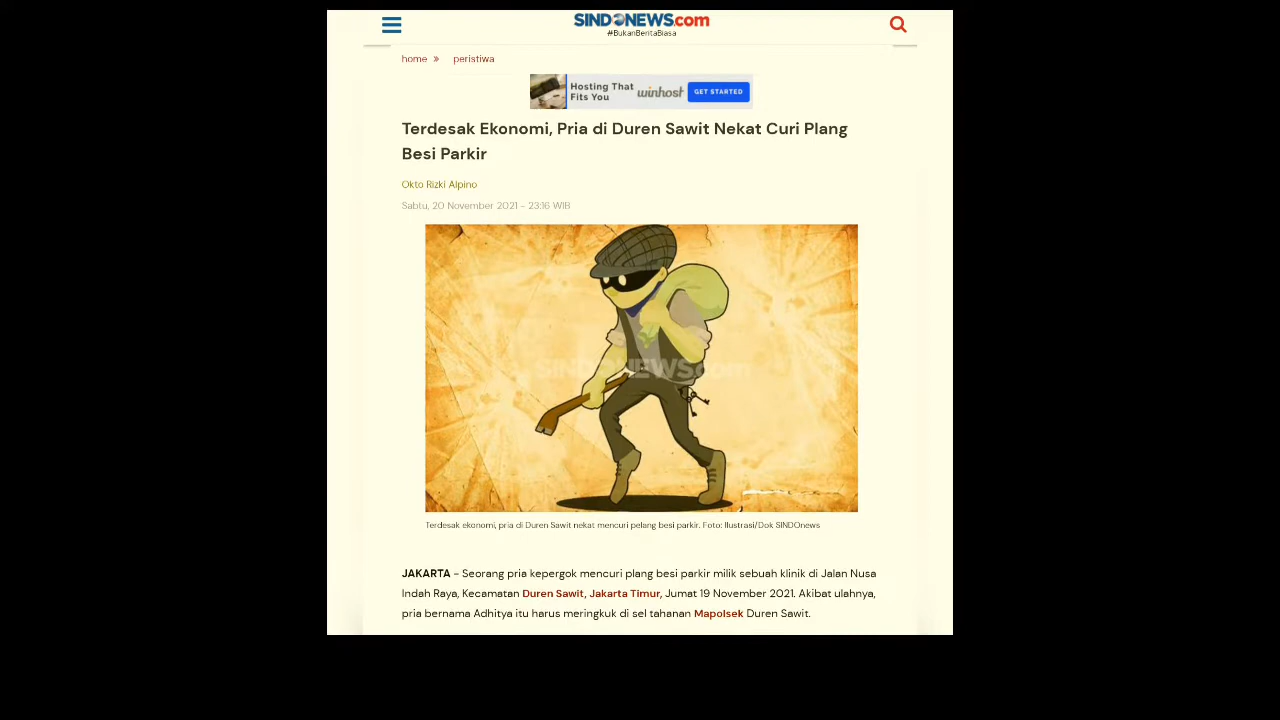 SINDONEWS.com
#BukanBeritaBiasa
home » peristiwa
Hosting That
Fits You
winhost
GET STARTED
Terdesak Ekonomi, Pria di Duren Sawit Nekat Curi Plang
Besi Parkir
Okto Rizki Alpino
Sabtu, 20 November 2021 - 23:16 WIB
SINDONEWS.com
Terdesak ekonomi, pria di Duren Sawit nekat mencuri pelang besi parkir. Foto: Ilustrasi/Dok SINDOnews
JAKARTA - Seorang pria kepergok mencuri plang besi parkir milik sebuah klinik di Jalan Nusa
Indah Raya, Kecamatan Duren Sawit, Jakarta Timur, Jumat 19 November 2021. Akibat ulahnya,
pria bernama Adhitya itu harus meringkuk di sel tahanan Mapolsek Duren Sawit.